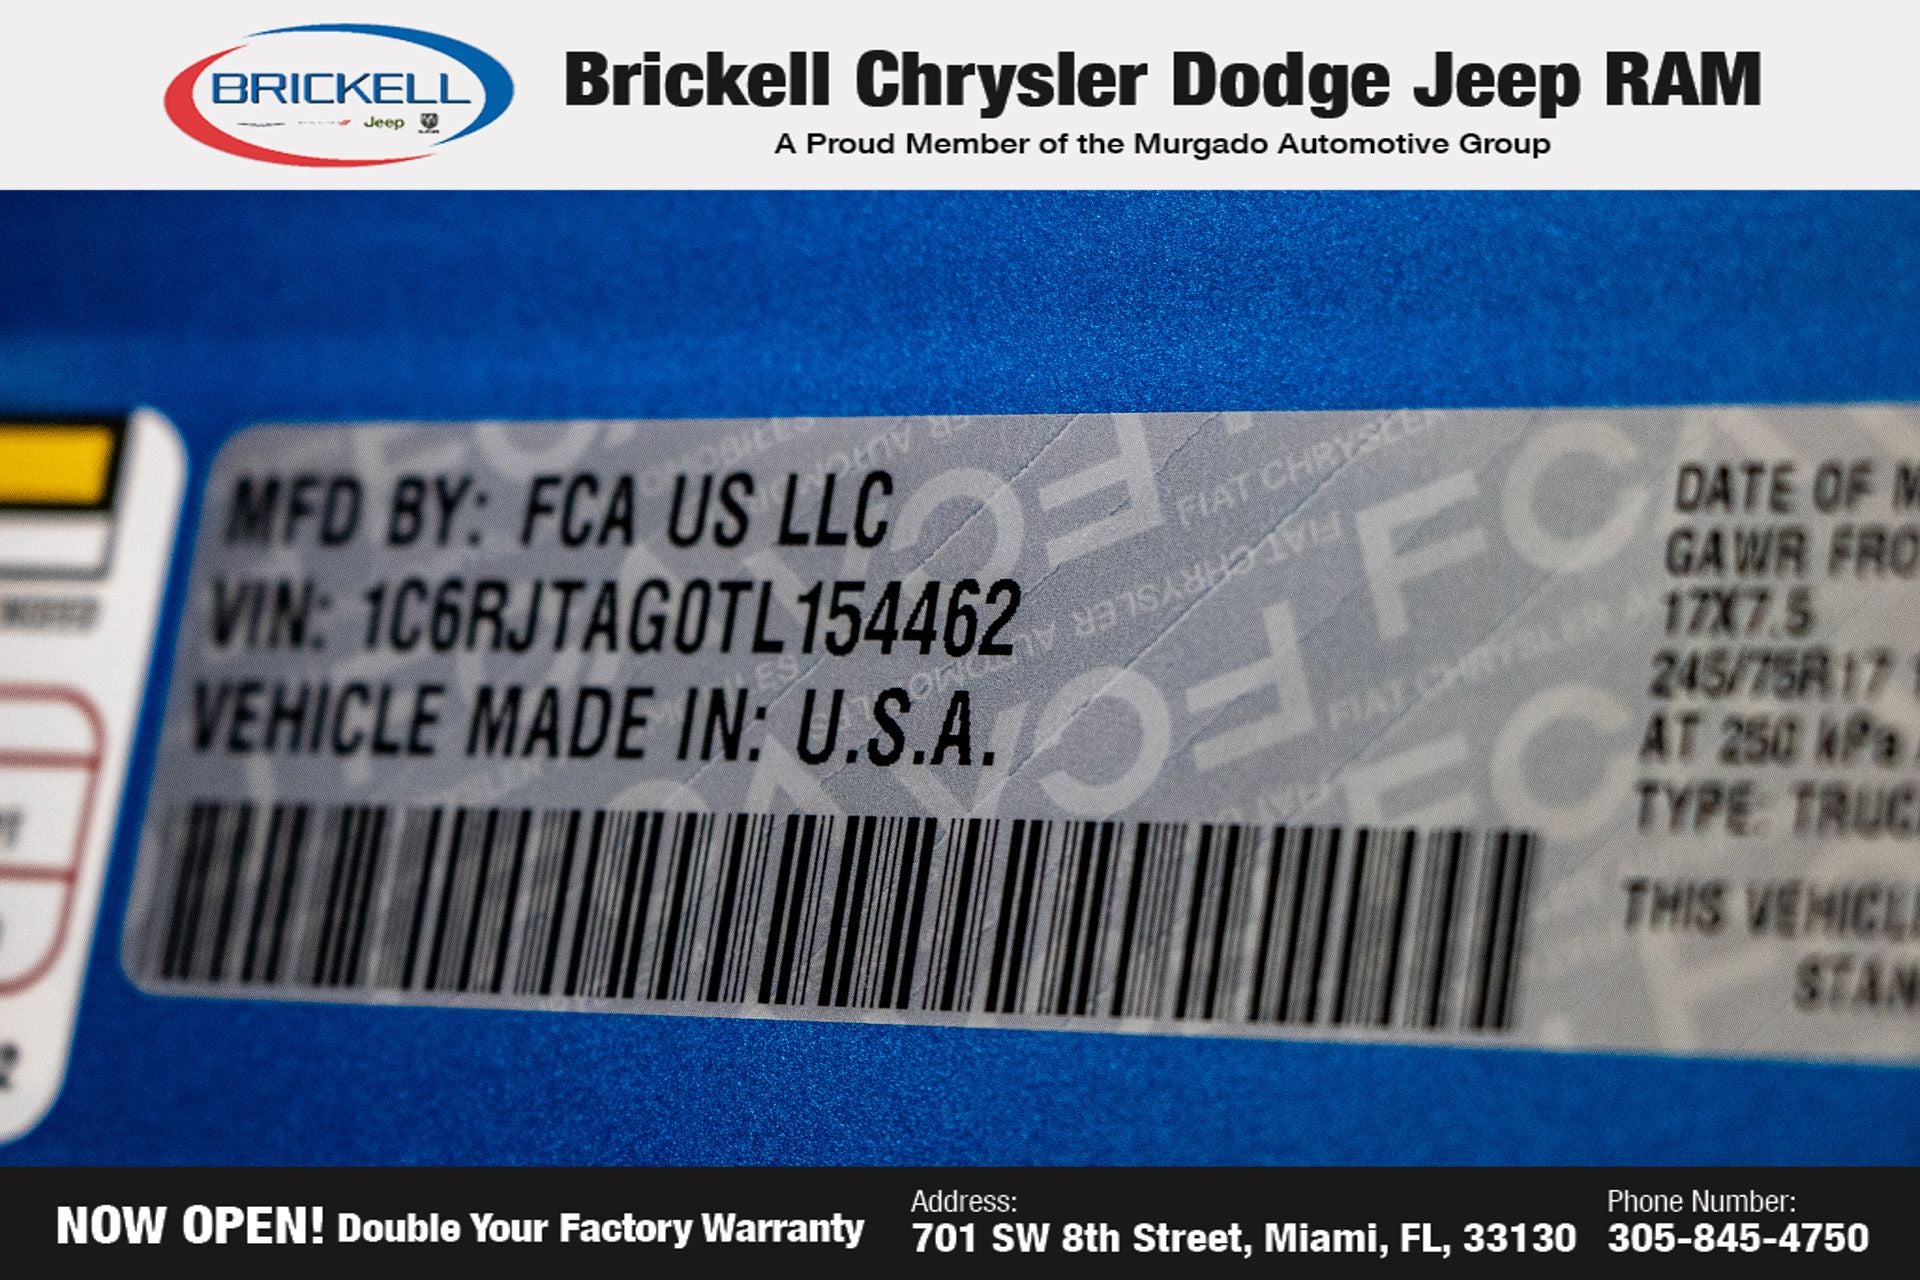 BRICKELL
Jeep
Brickell Chrysler Dodge Jeep RAM
A Proud Member of the Murgado Automotive Group
MFD BY: FCA US LLC
VIN: 1C6RJTAG0TL154462
VEHICLE MADE IN: U.S.A.
DATE OF M
GAWR FRO
17X7.5
245/75R17
AT 250 kPa
TYPE: TRUC
THIS VEHICL
STAN
FIAT CHRYSLER
FIAT CHRYSLER AUTOMOBILES
NOW OPEN! Double Your Factory Warranty
Address:
701 SW 8th Street, Miami, FL, 33130
Phone Number:
305-845-4750